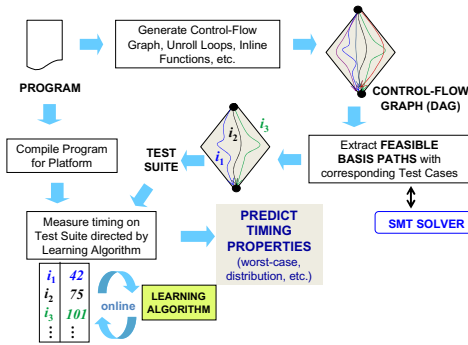 Generate Control-Flow
Graph, Unroll Loops, Inline
Functions, etc.
PROGRAM
CONTROL-FLOW
GRAPH (DAG)
Compile Program
for Platform
TEST
SUITE
i1
i2
i3
Extract FEASIBLE
BASIS PATHS with
corresponding Test Cases
SMT SOLVER
Measure timing on
Test Suite directed by
Learning Algorithm
PREDICT
TIMING
PROPERTIES
(worst-case,
distribution, etc.)
i1 42
i2 75
i3 101
⋮ ⋮
online
LEARNING
ALGORITHM